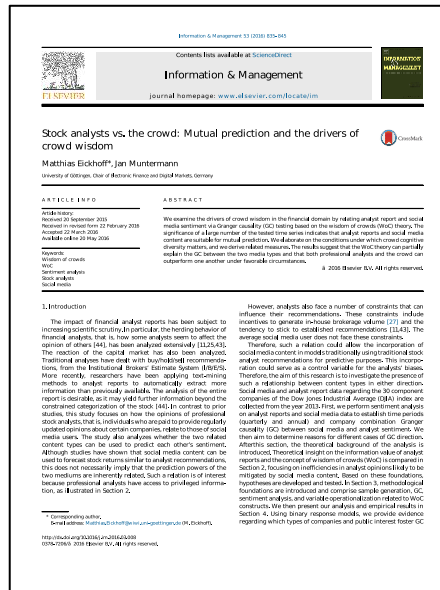 Information & Management 53 (2016) 835–845
Contents lists available at ScienceDirect
Information & Management
journal homepage: www.elsevier.com/locate/im
ELSEVIER
INFORMATION
MANAGEMENT
Stock analysts vs. the crowd: Mutual prediction and the drivers of
crowd wisdom
CrossMark
Matthias Eickhoff*, Jan Muntermann
University of Göttingen, Chair of Electronic Finance and Digital Markets, Germany
ARTICLE INFO
Article history:
Received 20 September 2015
Received in revised form 22 February 2016
Accepted 22 March 2016
Available online 20 May 2016
Keywords:
Wisdom of crowds
WoC
Sentiment analysis
Stock analysts
Social media
ABSTRACT
We examine the drivers of crowd wisdom in the financial domain by relating analyst report and social
media sentiment via Granger causality (GC) testing based on the wisdom of crowds (WoC) theory. The
significance of a large number of the tested time series indicates that analyst reports and social media
content are suitable for mutual prediction. We elaborate on the conditions under which crowd cognitive
diversity matters, and we derive related measures. The results suggest that the WoC theory can partially
explain the GC between the two media types and that both professional analysts and the crowd can
outperform one another under favorable circumstances.
© 2016 Elsevier B.V. All rights reserved.
1. Introduction
The impact of financial analyst reports has been subject to
increasing scientific scrutiny. In particular, the herding behavior of
financial analysts, that is, how some analysts seem to affect the
opinion of others [44], has been analyzed extensively [11,25,43].
The reaction of the capital market has also been analyzed.
Traditional analyses have dealt with buy/hold/sell recommenda-
tions, from the Institutional Brokers' Estimate System (I/B/E/S).
More recently, researchers have been applying text-mining
methods to analyst reports to automatically extract more
information than previously available. The analysis of the entire
report is desirable, as it may yield further information beyond the
constrained categorization of the stock [44]. In contrast to prior
studies, this study focuses on how the opinions of professional
stock analysts, that is, individuals who are paid to provide regularly
updated opinions about certain companies, relate to those of social
media users. The study also analyzes whether the two related
content types can be used to predict each other's sentiment.
Although studies have shown that social media content can be
used to forecast stock returns similar to analyst recommendations,
this does not necessarily imply that the prediction powers of the
two mediums are inherently related. Such a relation is of interest
because professional analysts have access to privileged informa-
tion, as illustrated in Section 2.
* Corresponding author.
E-mail address: Matthias.Eickhoff@wiwi.uni-goettingen.de (M. Eickhoff).
http://dx.doi.org/10.1016/j.im.2016.03.008
0378-7206/© 2016 Elsevier B.V. All rights reserved.
However, analysts also face a number of constraints that can
influence their recommendations. These constraints include
incentives to generate in-house brokerage volume [27] and the
tendency to stick to established recommendations [11,43]. The
average social media user does not face these constraints.
Therefore, such a relation could allow the incorporation of
social media content in models traditionally using traditional stock
analyst recommendations for predictive purposes. This incorpo-
ration could serve as a control variable for the analysts' biases.
Therefore, the aim of this research is to investigate the presence of
such a relationship between content types in either direction.
Social media and analyst report data regarding the 30 component
companies of the Dow Jones Industrial Average (DJIA) index are
collected from the year 2013. First, we perform sentiment analysis
on analyst reports and social media data to establish time periods
(quarterly and annual) and company combination Granger
causality (GC) between social media and analyst sentiment. We
then aim to determine reasons for different cases of GC direction.
Afterwards, the theoretical background of the analysis is
introduced. Theoretical insight on the information value of analyst
reports and the concept of wisdom of crowds (WoC) is compared in
Section 2, focusing on inefficiencies in analyst opinions likely to be
mitigated by social media content. Based on these foundations,
hypotheses are developed and tested. In Section 3, methodological
foundations are introduced and comprise sample generation, GC,
sentiment analysis, and variable operationalization related to WoC
constructs. We then present our analysis and empirical results in
Section 4. Using binary response models, we provide evidence
regarding which types of companies and public interest foster GC